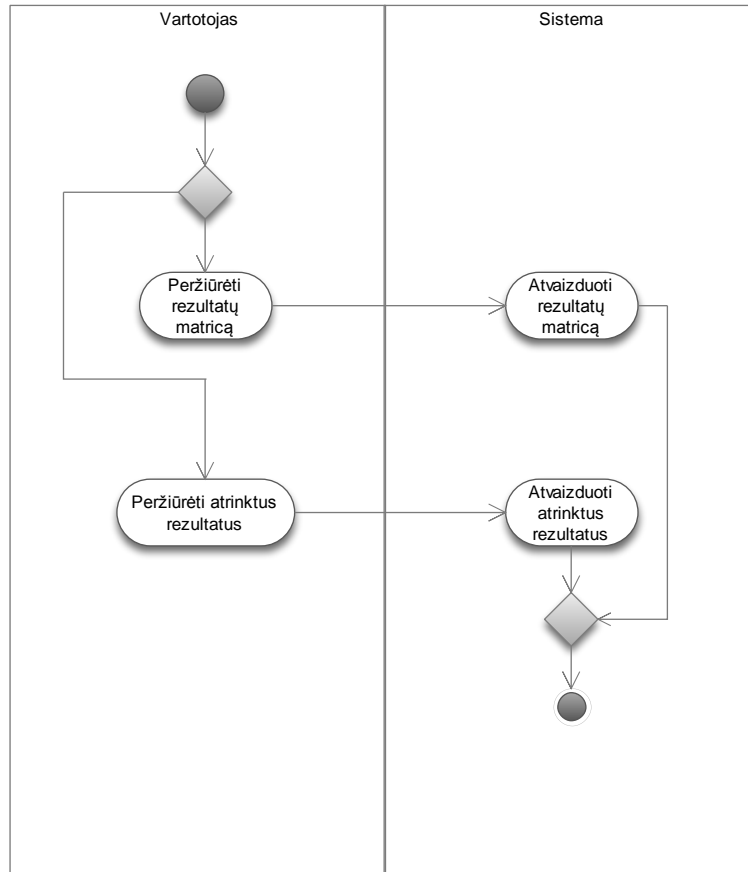 Vartotojas
Sistema
Peržiūrėti
rezultatų
matricą
Atvaizduoti
rezultatų
matricą
Peržiūrėti atrinktus
rezultatus
Atvaizduoti
atrinktus
rezultatus